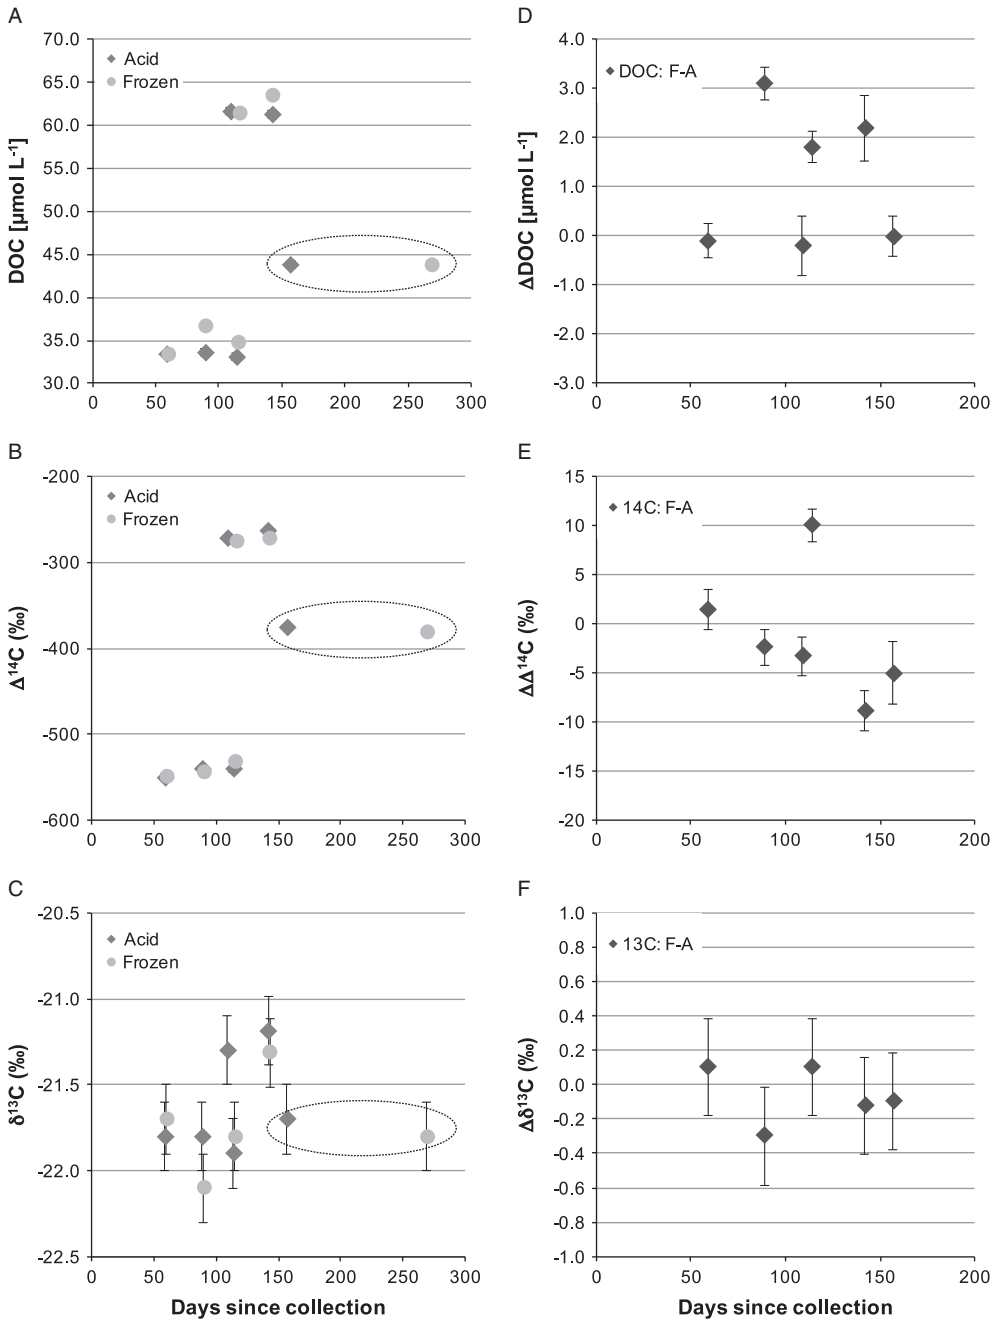 A
70.0
65.0
60.0
55.0
50.0
45.0
40.0
35.0
30.0
DOC [µmol L-1]
Acid
Frozen
0 50 100 150 200 250 300
D
4.0
3.0
2.0
1.0
0.0
-1.0
-2.0
-3.0
ΔDOC [µmol L-1]
DOC: F-A
0 50 100 150 200
B
-200
-300
-400
-500
-600
Δ14C (‰)
Acid
Frozen
0 50 100 150 200 250 300
E
15
10
5
0
-5
-10
-15
-20
ΔΔ14C (‰)
14C: F-A
0 50 100 150 200
C
-20.5
-21.0
-21.5
-22.0
-22.5
δ13C (‰)
Acid
Frozen
0 50 100 150 200 250 300
Days since collection
F
1.0
0.8
0.6
0.4
0.2
0.0
-0.2
-0.4
-0.6
-0.8
-1.0
Δδ13C (‰)
13C: F-A
0 50 100 150 200
Days since collection